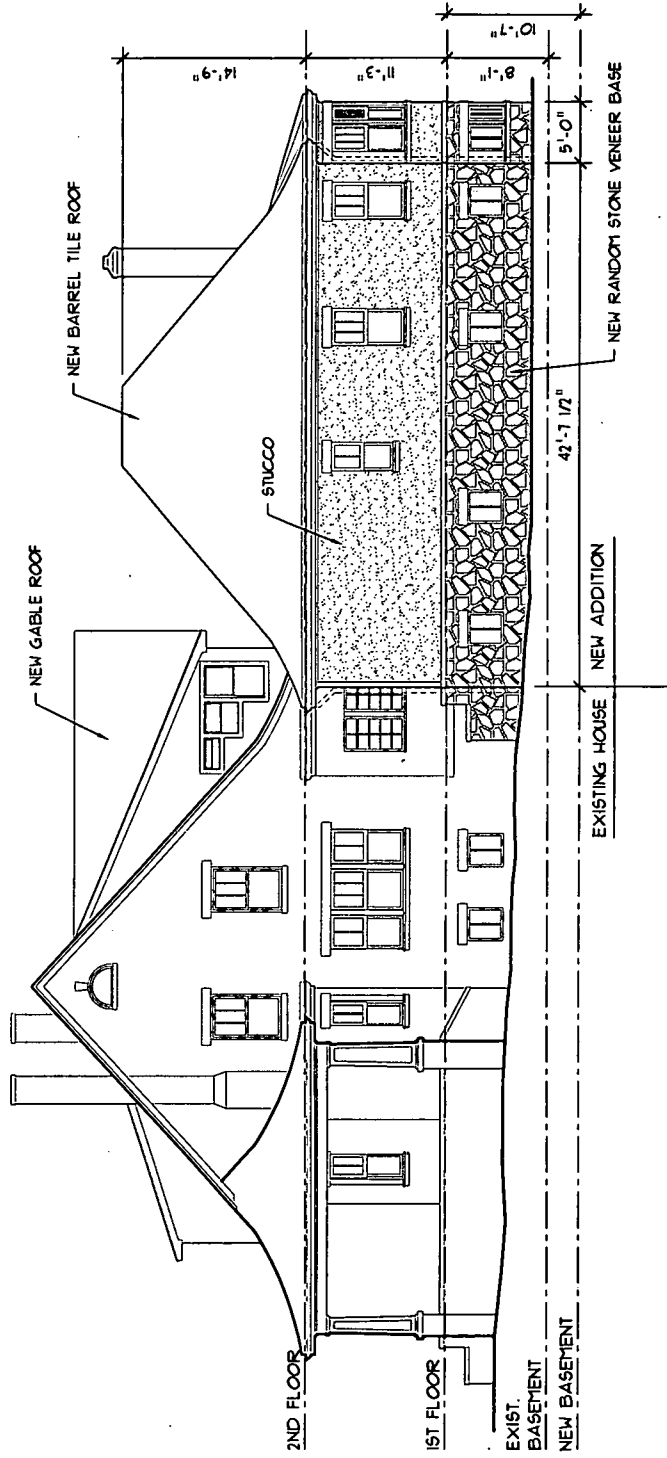 NEW GABLE ROOF
NEW BARREL TILE ROOF
STUCCO
14'-9"
11'-3"
8'-1"
10'-7"
2ND FLOOR
1ST FLOOR
EXIST.
BASEMENT
NEW BASEMENT
EXISTING HOUSE
NEW ADDITION
42'-7 1/2"
5'-0"
NEW RANDOM STONE VENEER BASE